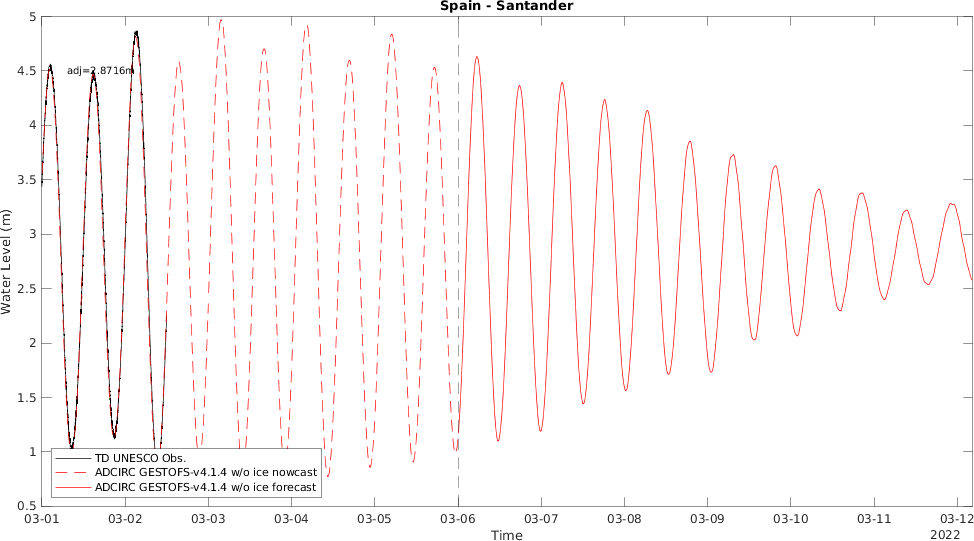 Spain - Santander
Water Level (m)
5
4.5
4
3.5
3
2.5
2
1.5
1
0.5
adj=2.8716m
TD UNESCO Obs.
ADCIRC GESTOFS-v4.1.4 w/o ice nowcast
ADCIRC GESTOFS-v4.1.4 w/o ice forecast
03-01 03-02 03-03 03-04 03-05 03-06 03-07 03-08 03-09 03-10 03-11 03-12
Time
2022